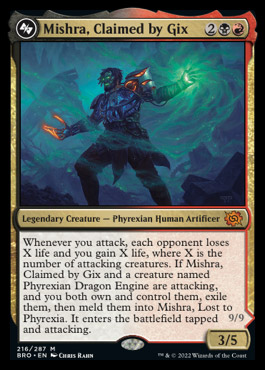 Mishra, Claimed by Gix 2
Legendary Creature — Phyrexian Human Artificer
Whenever you attack, each opponent loses
X life and you gain X life, where X is the
number of attacking creatures. If Mishra,
Claimed by Gix and a creature named
Phyrexian Dragon Engine are attacking,
and you both own and control them, exile
them, then meld them into Mishra, Lost to
Phyrexia. It enters the battlefield tapped
and attacking.
9/9
3/5
216/287 M
BRO • EN Chris Rahn
™ & © 2022 Wizards of the Coast